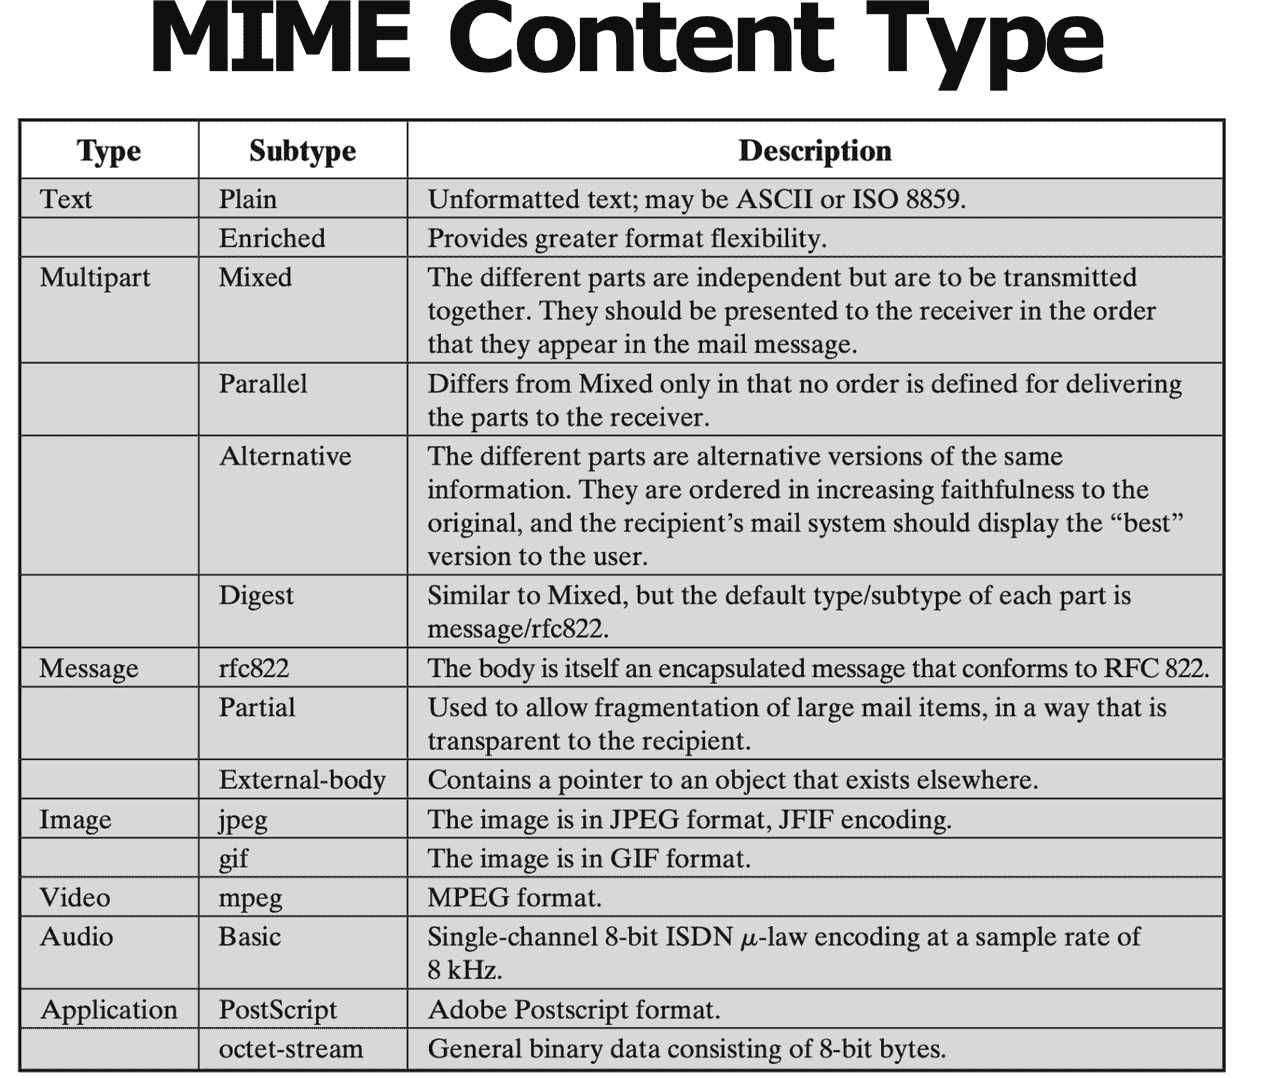 MIME Content Type
Type Subtype Description
Text Plain Unformatted text; may be ASCII or ISO 8859.
Enriched Provides greater format flexibility.
Multipart Mixed The different parts are independent but are to be transmitted
together. They should be presented to the receiver in the order
that they appear in the mail message.
Parallel Differs from Mixed only in that no order is defined for delivering
the parts to the receiver.
Alternative The different parts are alternative versions of the same
information. They are ordered in increasing faithfulness to the
original, and the recipient’s mail system should display the “best”
version to the user.
Digest Similar to Mixed, but the default type/subtype of each part is
message/rfc822.
Message rfc822 The body is itself an encapsulated message that conforms to RFC 822.
Partial Used to allow fragmentation of large mail items, in a way that is
transparent to the recipient.
External-body Contains a pointer to an object that exists elsewhere.
Image jpeg The image is in JPEG format, JFIF encoding.
gif The image is in GIF format.
Video mpeg MPEG format.
Audio Basic Single-channel 8-bit ISDN μ-law encoding at a sample rate of
8 kHz.
Application PostScript Adobe Postscript format.
octet-stream General binary data consisting of 8-bit bytes.